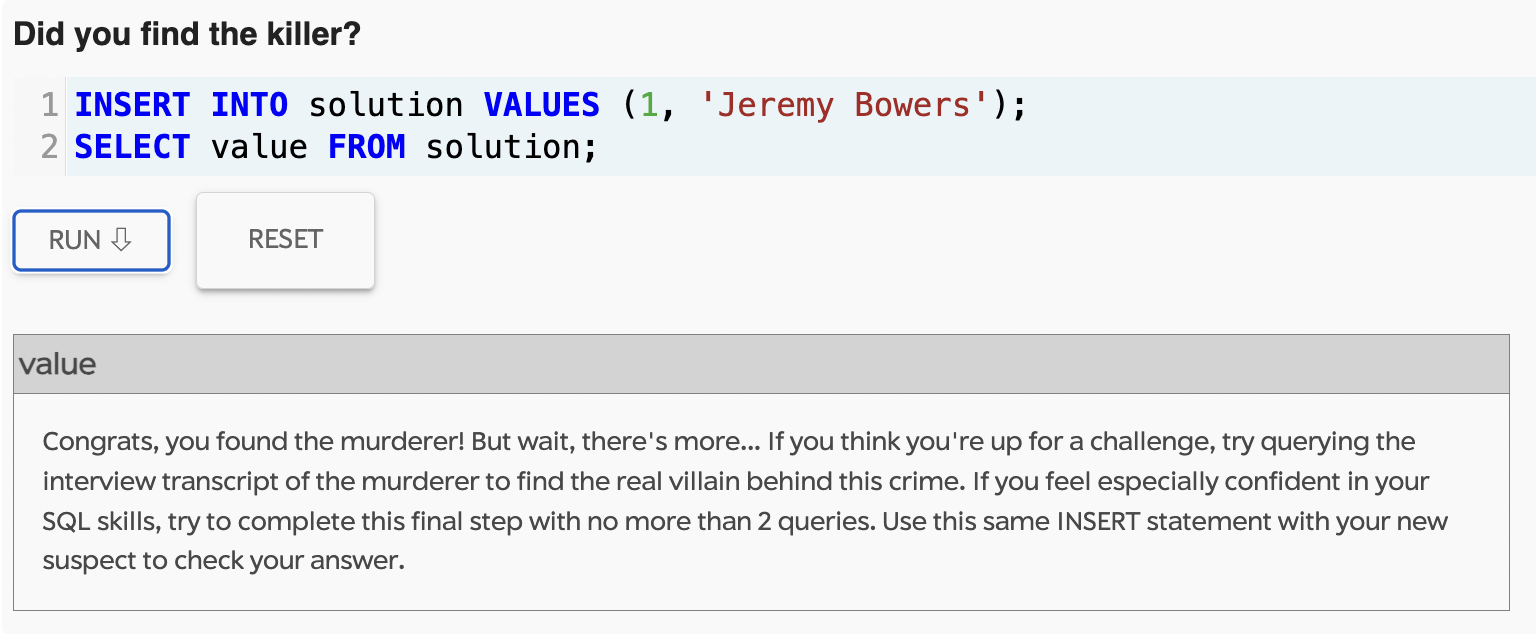 Did you find the killer?
1 INSERT INTO solution VALUES (1, 'Jeremy Bowers');
2 SELECT value FROM solution;
RUN ⇩ RESET
value
Congrats, you found the murderer! But wait, there's more... If you think you're up for a challenge, try querying the
interview transcript of the murderer to find the real villain behind this crime. If you feel especially confident in your
SQL skills, try to complete this final step with no more than 2 queries. Use this same INSERT statement with your new
suspect to check your answer.